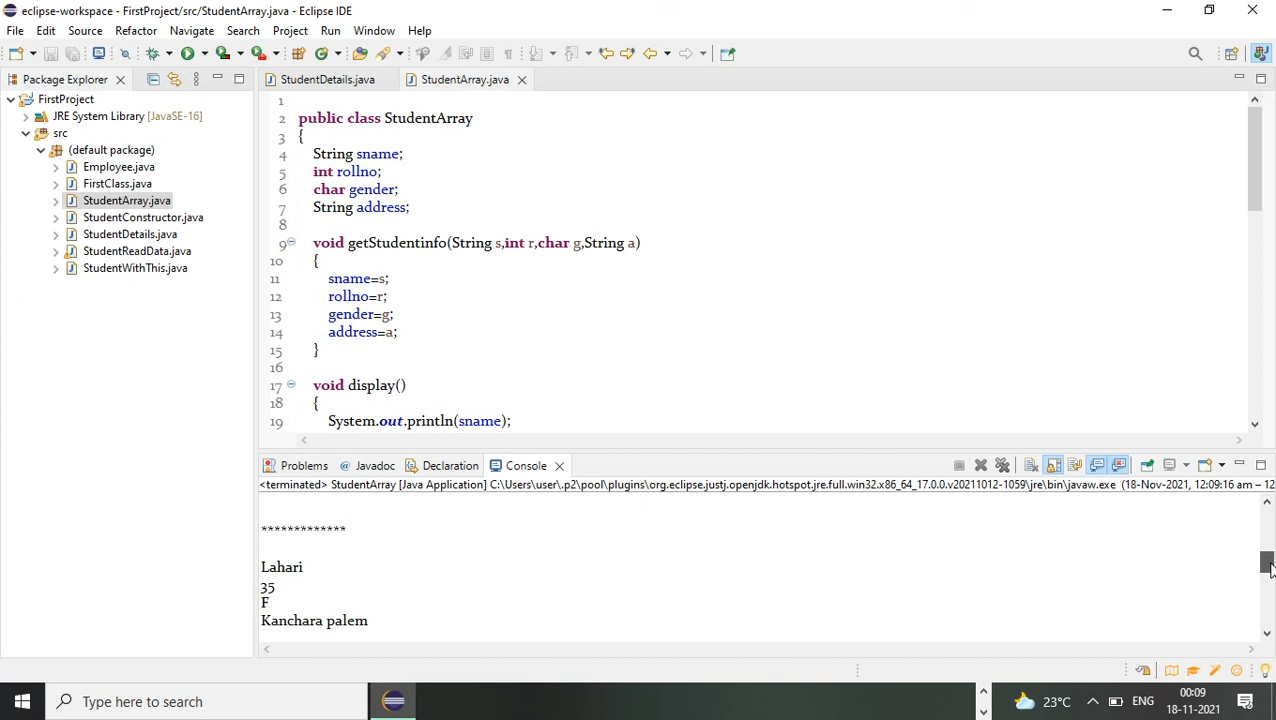 eclipse-workspace - FirstProject/src/StudentArray.java - Eclipse IDE
File Edit Source Refactor Navigate Search Project Run Window Help
Package Explorer
StudentDetails.java StudentArray.java
FirstProject
JRE System Library [JavaSE-16]
src
(default package)
Employee.java
FirstClass.java
StudentArray.java
StudentConstructor.java
StudentDetails.java
StudentReadData.java
StudentWithThis.java
1
2 public class StudentArray
3 {
4 String sname;
5 int rollno;
6 char gender;
7 String address;
8
9 void getStudentinfo(String s,int r,char g,String a)
10 {
11 sname=s;
12 rollno=r;
13 gender=g;
14 address=a;
15 }
16
17 void display()
18 {
19 System.out.println(sname);
Problems Javadoc Declaration Console
<terminated> StudentArray [Java Application] C:\Users\user\.p2\pool\plugins\org.eclipse.justj.openjdk.hotspot.jre.full.win32.x86_64_17.0.0.v20211012-1059\jre\bin\javaw.exe (18-Nov-2021, 12:09:16 am – 12
*************
Lahari
35
F
Kanchara palem
Type here to search
23°C ENG
00:09
18-11-2021